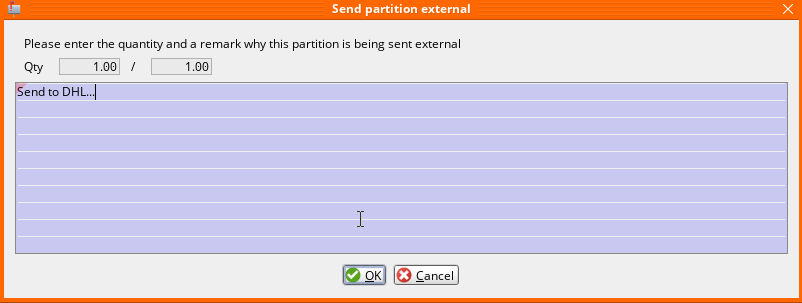 Send partition external
Please enter the quantity and a remark why this partition is being sent external
Qty 1.00 / 1.00
Send to DHL...
OK Cancel